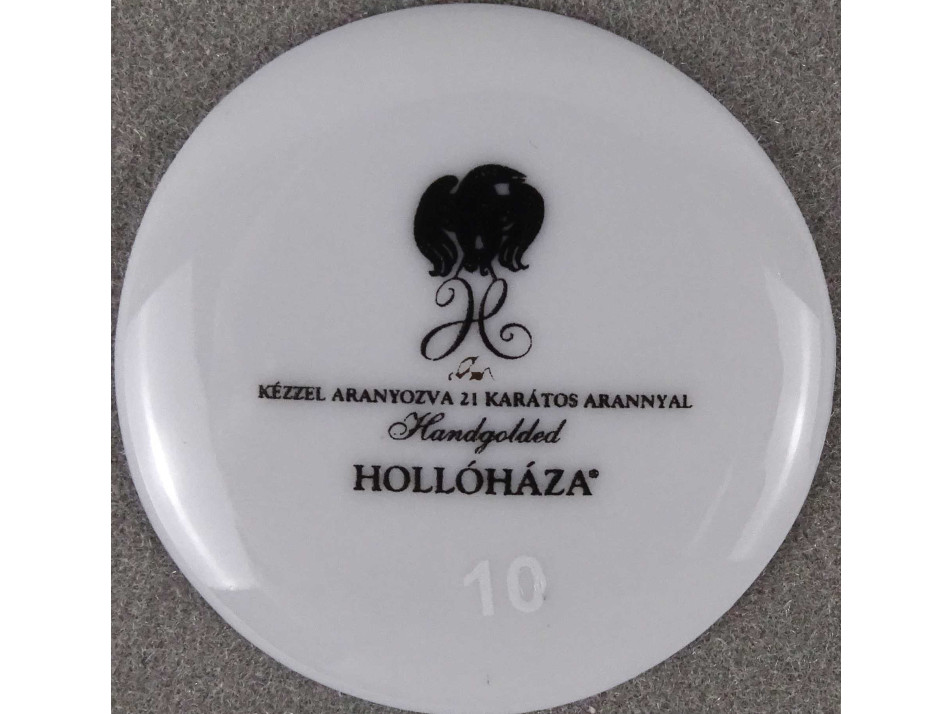 H
KÉZZEL ARANYOZVA 21 KARÁTOS ARANNYAL
Handgolded
HOLLÓHÁZA®
10